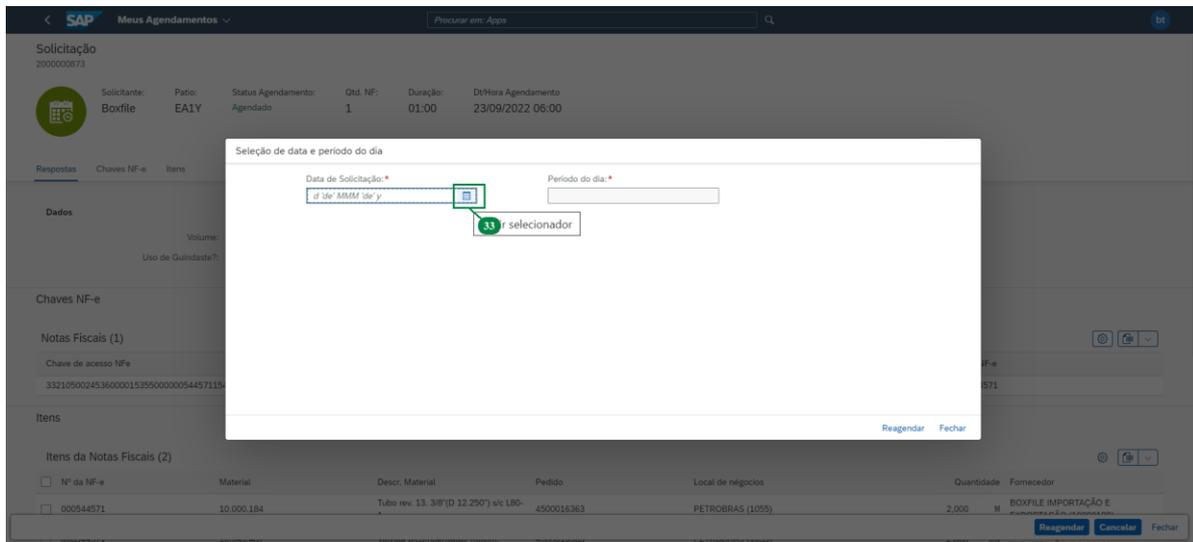 SAP Meus Agendamentos Procurar em: Apps bt
Solicitação
2000000873
Solicitante: Patio: Status Agendamento: Qtd. NF: Duração: Dt/Hora Agendamento
Boxfile EA1Y Agendado 1 01:00 23/09/2022 06:00
Seleção de data e período do dia
Respostas Chaves NF-e Itens
Data de Solicitação:* Período do dia:*
d 'de' MMM 'de' y
Dados
33 ir selecionador
Volume:
Uso de Guindaste?:
Chaves NF-e
Notas Fiscais (1)
Chave de acesso NFe NF-e
571
Itens
Reagendar Fechar
Itens da Notas Fiscais (2)
Nº da NF-e Material Descr. Material Pedido Local de négocios Quantidade Fornecedor
000544571 10.000.184 Tubo rev. 13. 3/8"(D 12.250") s/c L80- 4500016363 PETROBRAS (1055) 2,000 M BOXFILE IMPORTAÇÃO E
Reagendar Cancelar Fechar